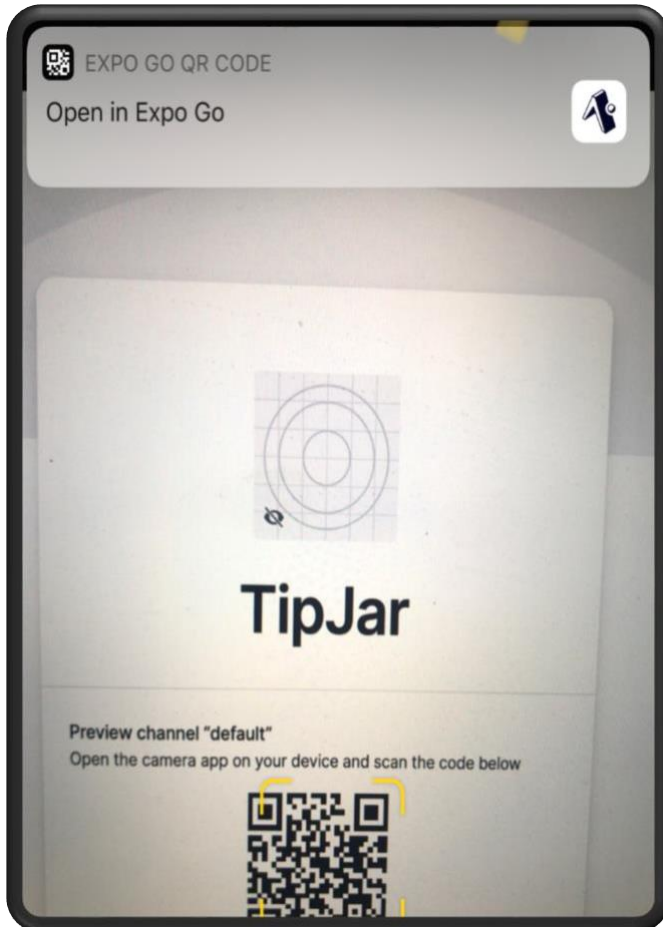 EXPO GO QR CODE
Open in Expo Go
TipJar
Preview channel "default"
Open the camera app on your device and scan the code below